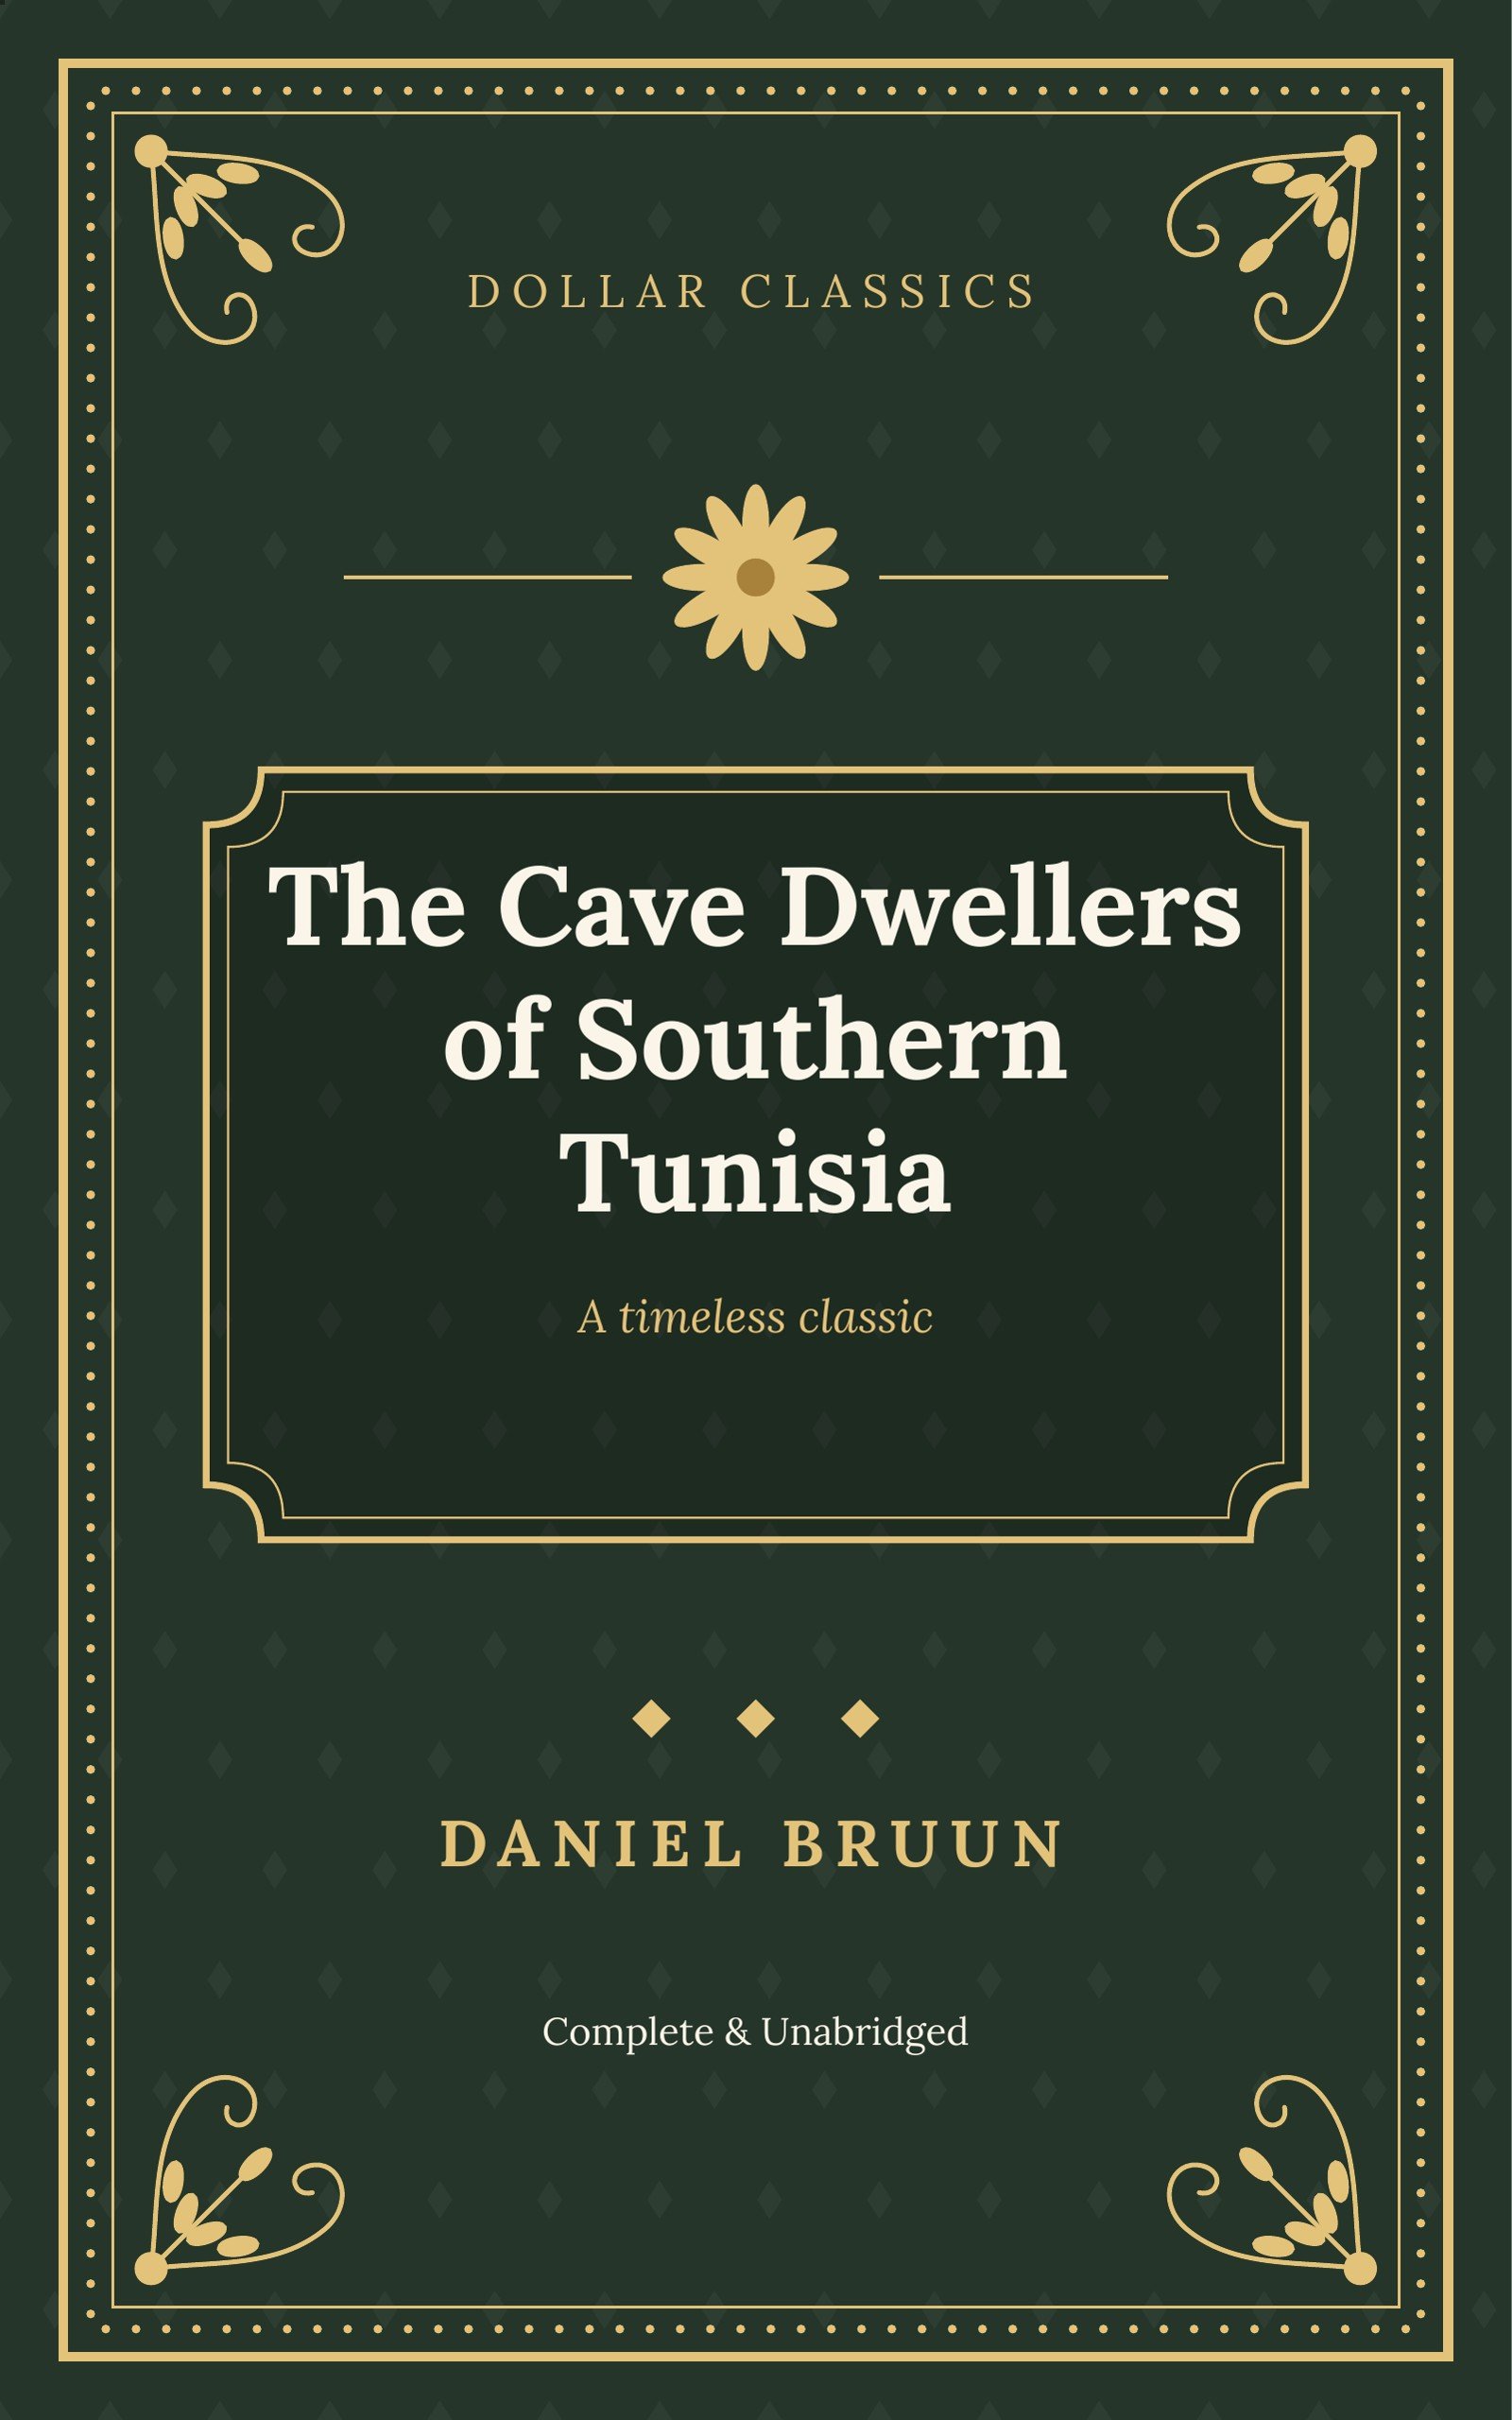 DOLLAR CLASSICS
The Cave Dwellers
of Southern
Tunisia
A timeless classic
DANIEL BRUUN
Complete & Unabridged